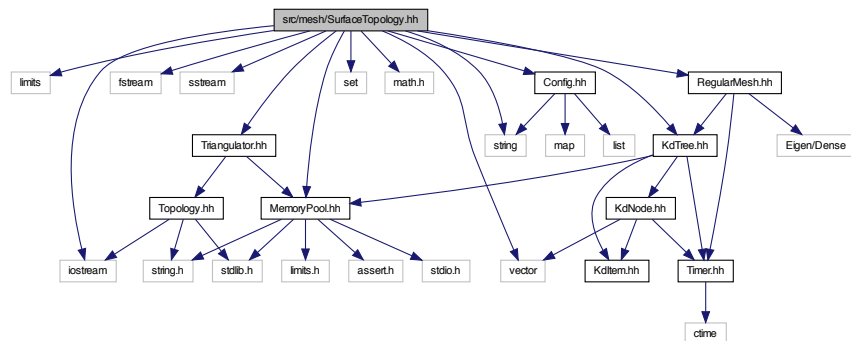 src/mesh/SurfaceTopology.hh
limits
fstream
sstream
set
math.h
Config.hh
RegularMesh.hh
Triangulator.hh
string
map
list
KdTree.hh
Eigen/Dense
Topology.hh
MemoryPool.hh
KdNode.hh
iostream
string.h
stdlib.h
limits.h
assert.h
stdio.h
vector
KdItem.hh
Timer.hh
ctime